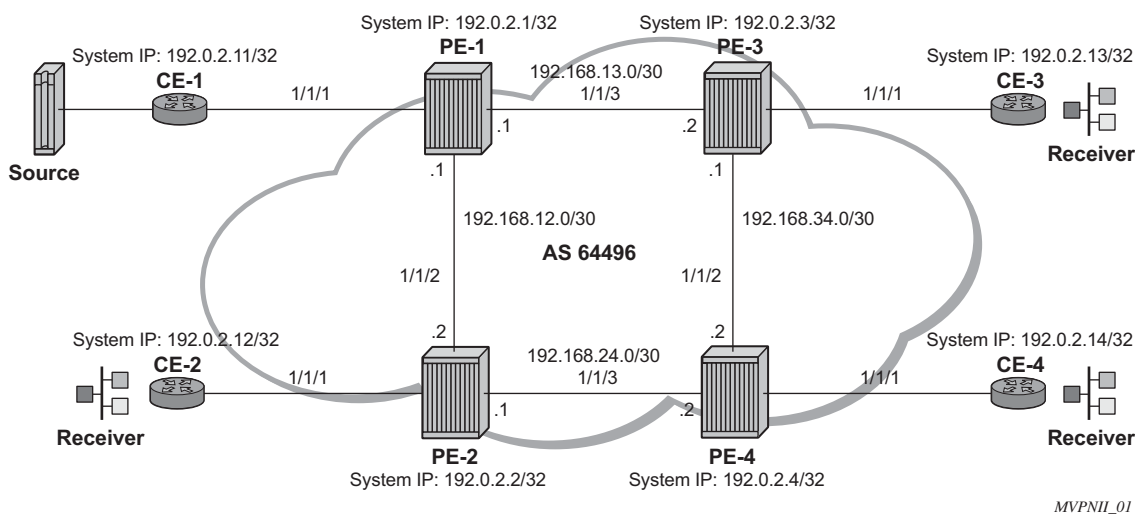 System IP: 192.0.2.1/32
System IP: 192.0.2.3/32
PE-1
PE-3
System IP: 192.0.2.11/32
System IP: 192.0.2.13/32
CE-1
CE-3
192.168.13.0/30
1/1/1
1/1/3
1/1/1
.1
.2
Source
Receiver
.1
.1
192.168.12.0/30
192.168.34.0/30
AS 64496
1/1/2
1/1/2
.2
.2
System IP: 192.0.2.12/32
System IP: 192.0.2.14/32
CE-2
CE-4
192.168.24.0/30
1/1/1
1/1/3
1/1/1
.1
.2
Receiver
Receiver
PE-2
PE-4
System IP: 192.0.2.2/32
System IP: 192.0.2.4/32
MVPNII_01